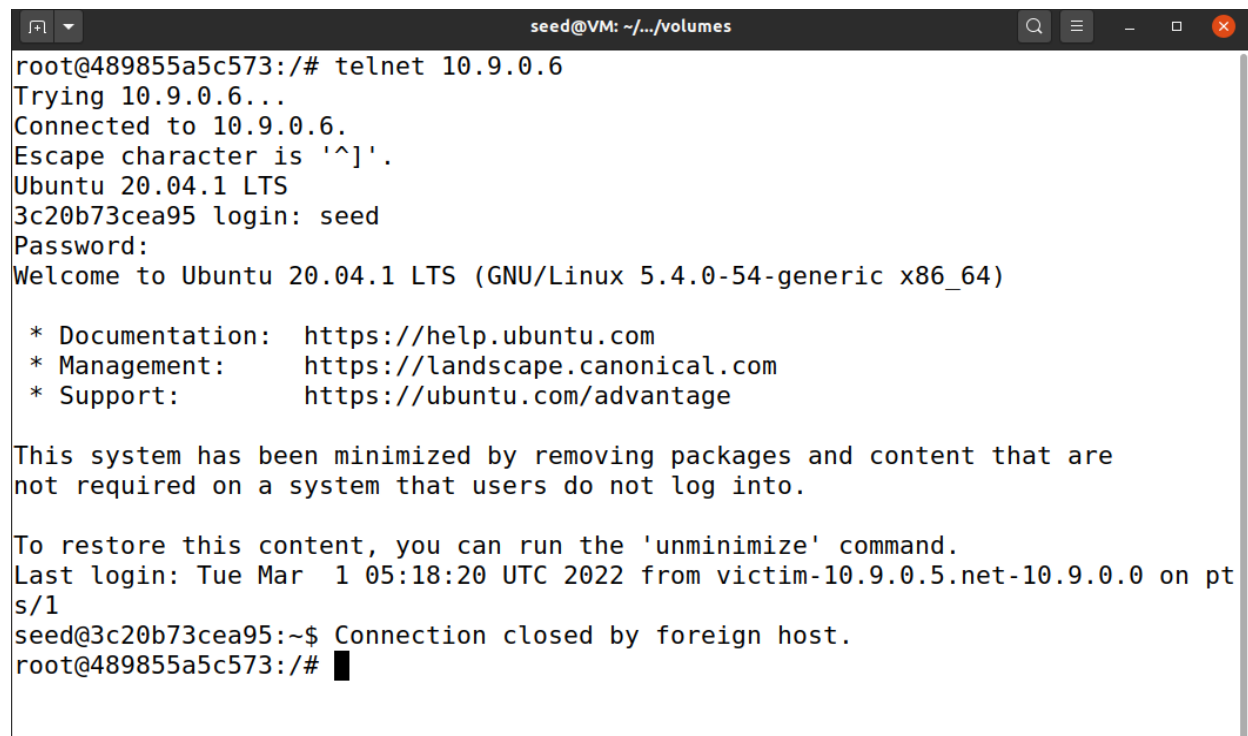 seed@VM: ~/.../volumes
root@489855a5c573:/# telnet 10.9.0.6
Trying 10.9.0.6...
Connected to 10.9.0.6.
Escape character is '^]'.
Ubuntu 20.04.1 LTS
3c20b73cea95 login: seed
Password:
Welcome to Ubuntu 20.04.1 LTS (GNU/Linux 5.4.0-54-generic x86_64)

 * Documentation:  https://help.ubuntu.com
 * Management:     https://landscape.canonical.com
 * Support:        https://ubuntu.com/advantage

This system has been minimized by removing packages and content that are
not required on a system that users do not log into.

To restore this content, you can run the 'unminimize' command.
Last login: Tue Mar  1 05:18:20 UTC 2022 from victim-10.9.0.5.net-10.9.0.0 on pt
s/1
seed@3c20b73cea95:~$ Connection closed by foreign host.
root@489855a5c573:/#